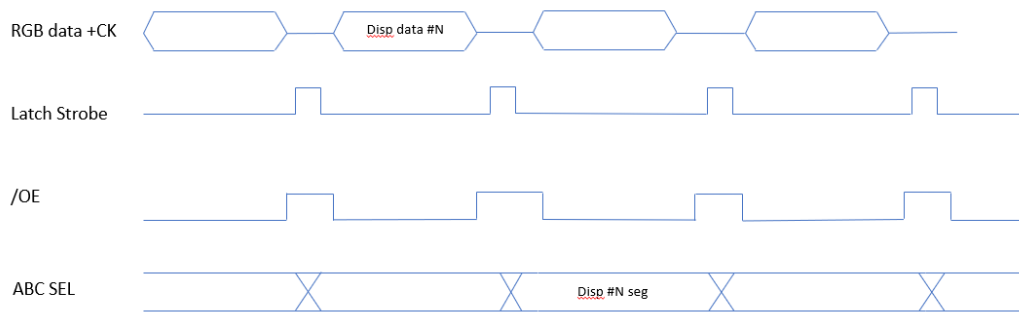 RGB data +CK
Disp data #N
Latch Strobe
/OE
ABC SEL
Disp #N seg